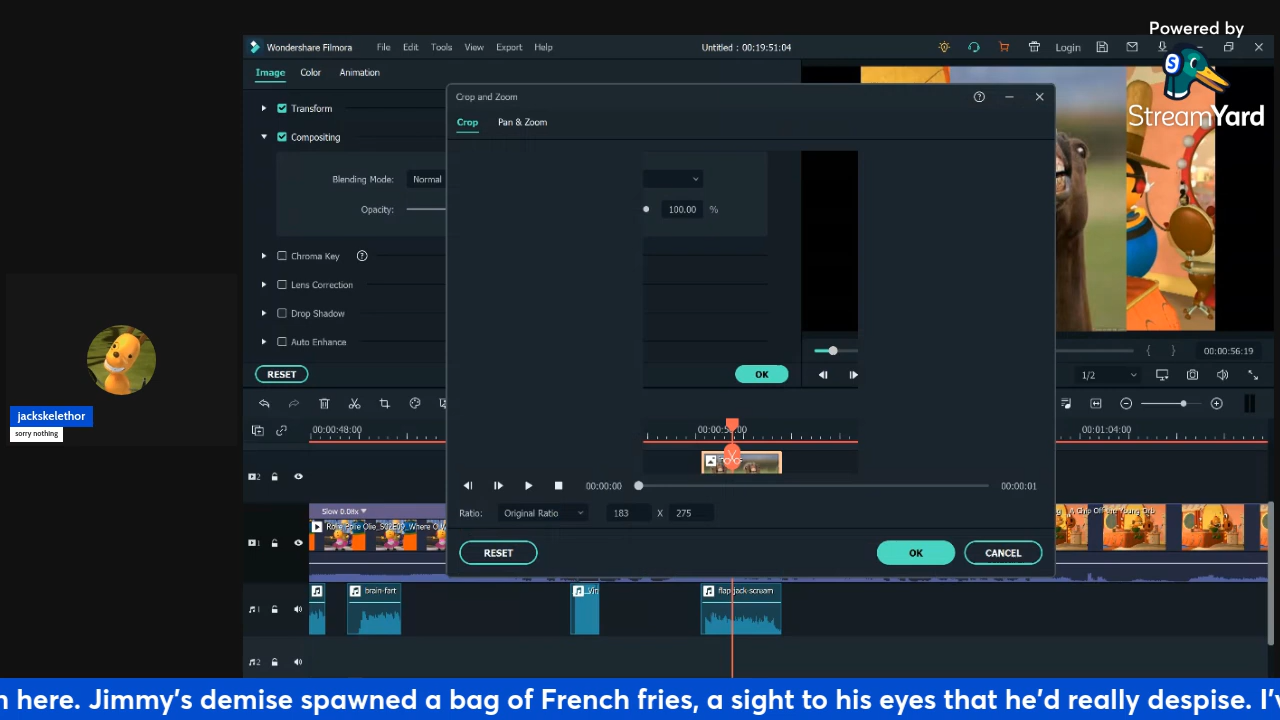 Powered by
StreamYard
Wondershare Filmora File Edit Tools View Export Help Untitled : 00:19:51:04 Login
Image Color Animation
Crop and Zoom
Transform
Crop Pan & Zoom
Compositing
Blending Mode: Normal
Opacity: 100.00 %
Chroma Key
Lens Correction
Drop Shadow
Auto Enhance
00:00:56:19
RESET OK
1/2
jackskelethor
sorry nothing
00:00:48:00
00:01:04:00
00:00:00 00:00:01
Ratio: Original Ratio 183 X 275
Slow 0.08x
RESET OK CANCEL
brain-fart
flapjack-scream
n here. Jimmy's demise spawned a bag of French fries, a sight to his eyes that he'd really despise. I'